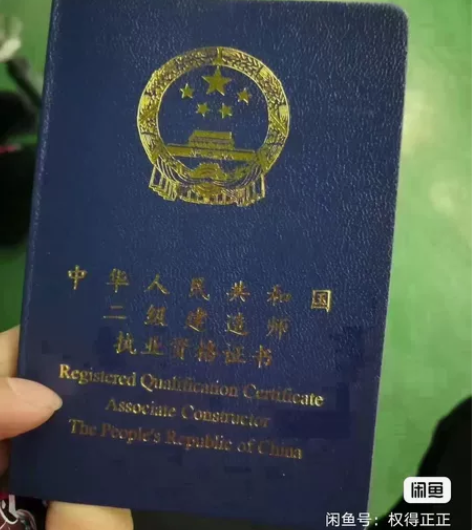 中华人民共和国
二级建造师
执业资格证书
Registered Qualification Certificate
Associate Constructor
The People's Republic of China
闲鱼
闲鱼号：权得正正